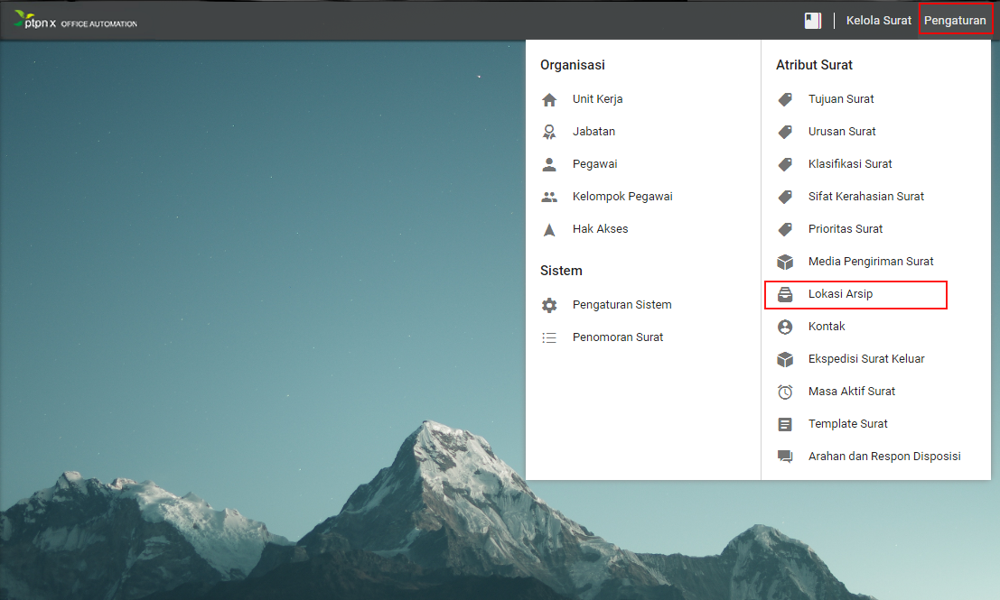 ptpn x OFFICE AUTOMATION
Kelola Surat
Pengaturan
Organisasi
Unit Kerja
Jabatan
Pegawai
Kelompok Pegawai
Hak Akses
Sistem
Pengaturan Sistem
Penomoran Surat
Atribut Surat
Tujuan Surat
Urusan Surat
Klasifikasi Surat
Sifat Kerahasian Surat
Prioritas Surat
Media Pengiriman Surat
Lokasi Arsip
Kontak
Ekspedisi Surat Keluar
Masa Aktif Surat
Template Surat
Arahan dan Respon Disposisi